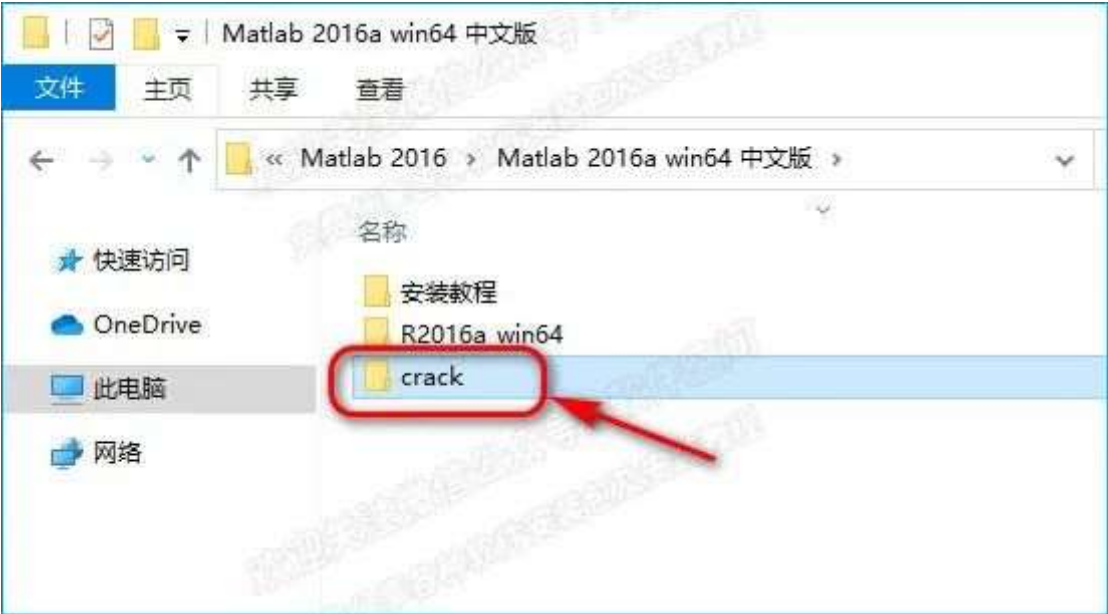 Matlab 2016a win64 中文版
文件 主页 共享 查看
« Matlab 2016 › Matlab 2016a win64 中文版 ›
名称
快速访问
OneDrive
此电脑
网络
安装教程
R2016a_win64
crack